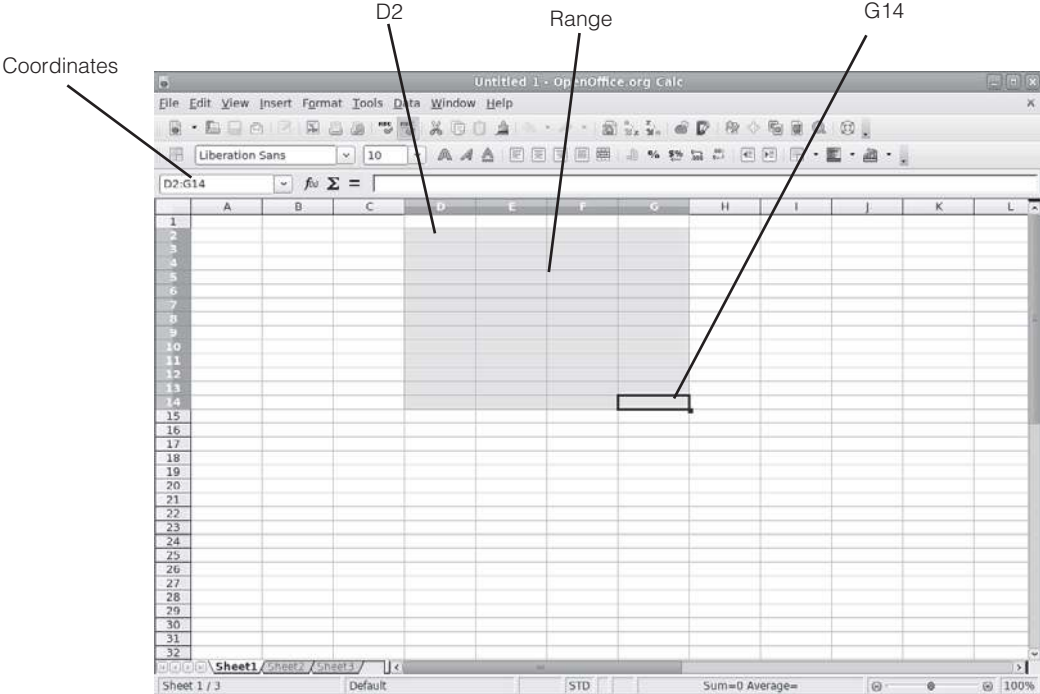 D2
Range
G14
Coordinates
Untitled 1 - OpenOffice.org Calc
File Edit View Insert Format Tools Data Window Help
Liberation Sans 10
D2:G14
A B C D E F G H I J K L
1
2
3
4
5
6
7
8
9
10
11
12
13
14
15
16
17
18
19
20
21
22
23
24
25
26
27
28
29
30
31
32
Sheet1 Sheet2 Sheet3
Sheet 1 / 3 Default STD Sum=0 Average= 100%